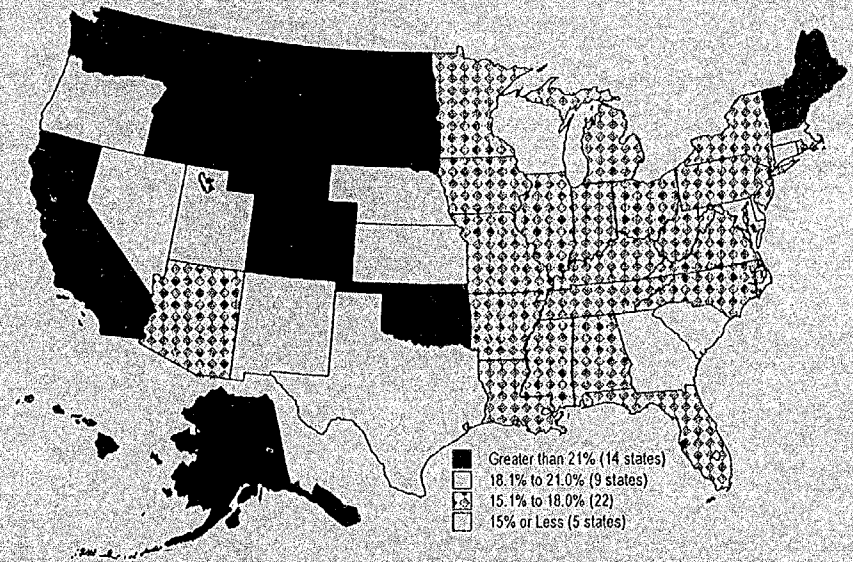 Greater than 21% (14 states)
18.1% to 21.0% (9 states)
15.1% to 18.0% (22)
15% or Less (5 states)